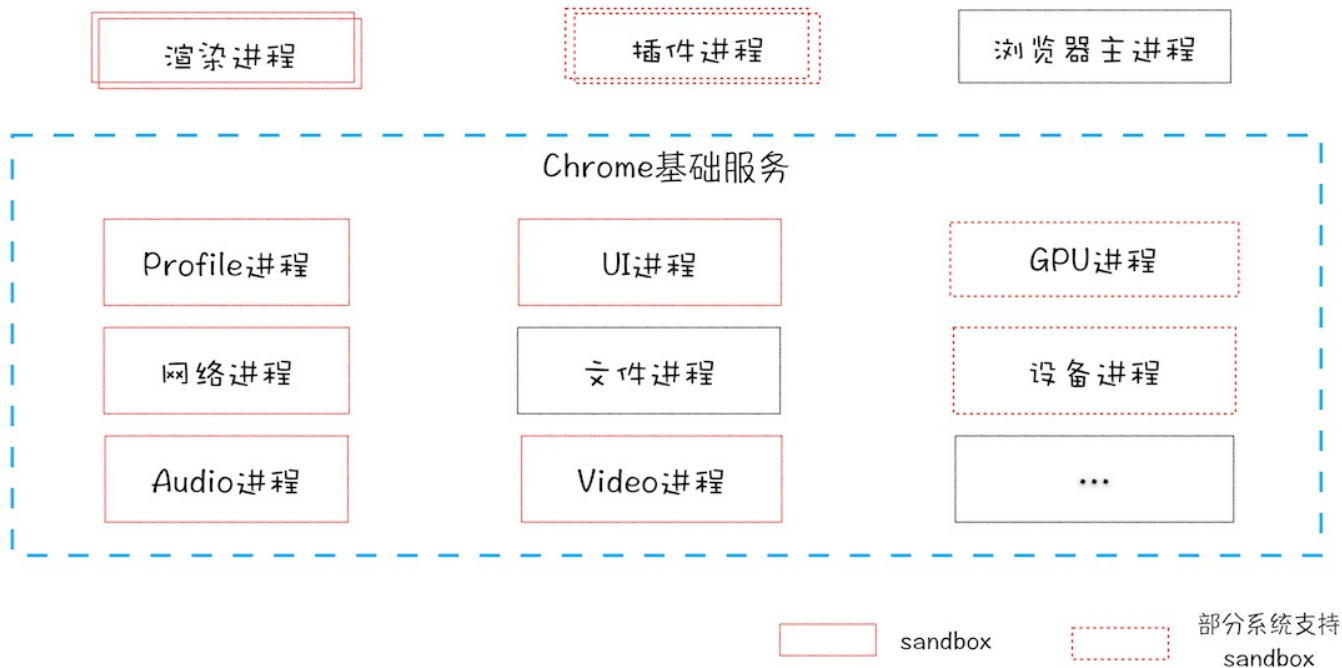 渲染进程
插件进程
浏览器主进程
Chrome基础服务
Profile进程
UI进程
GPU进程
网络进程
文件进程
设备进程
Audio进程
Video进程
...
sandbox
部分系统支持
sandbox